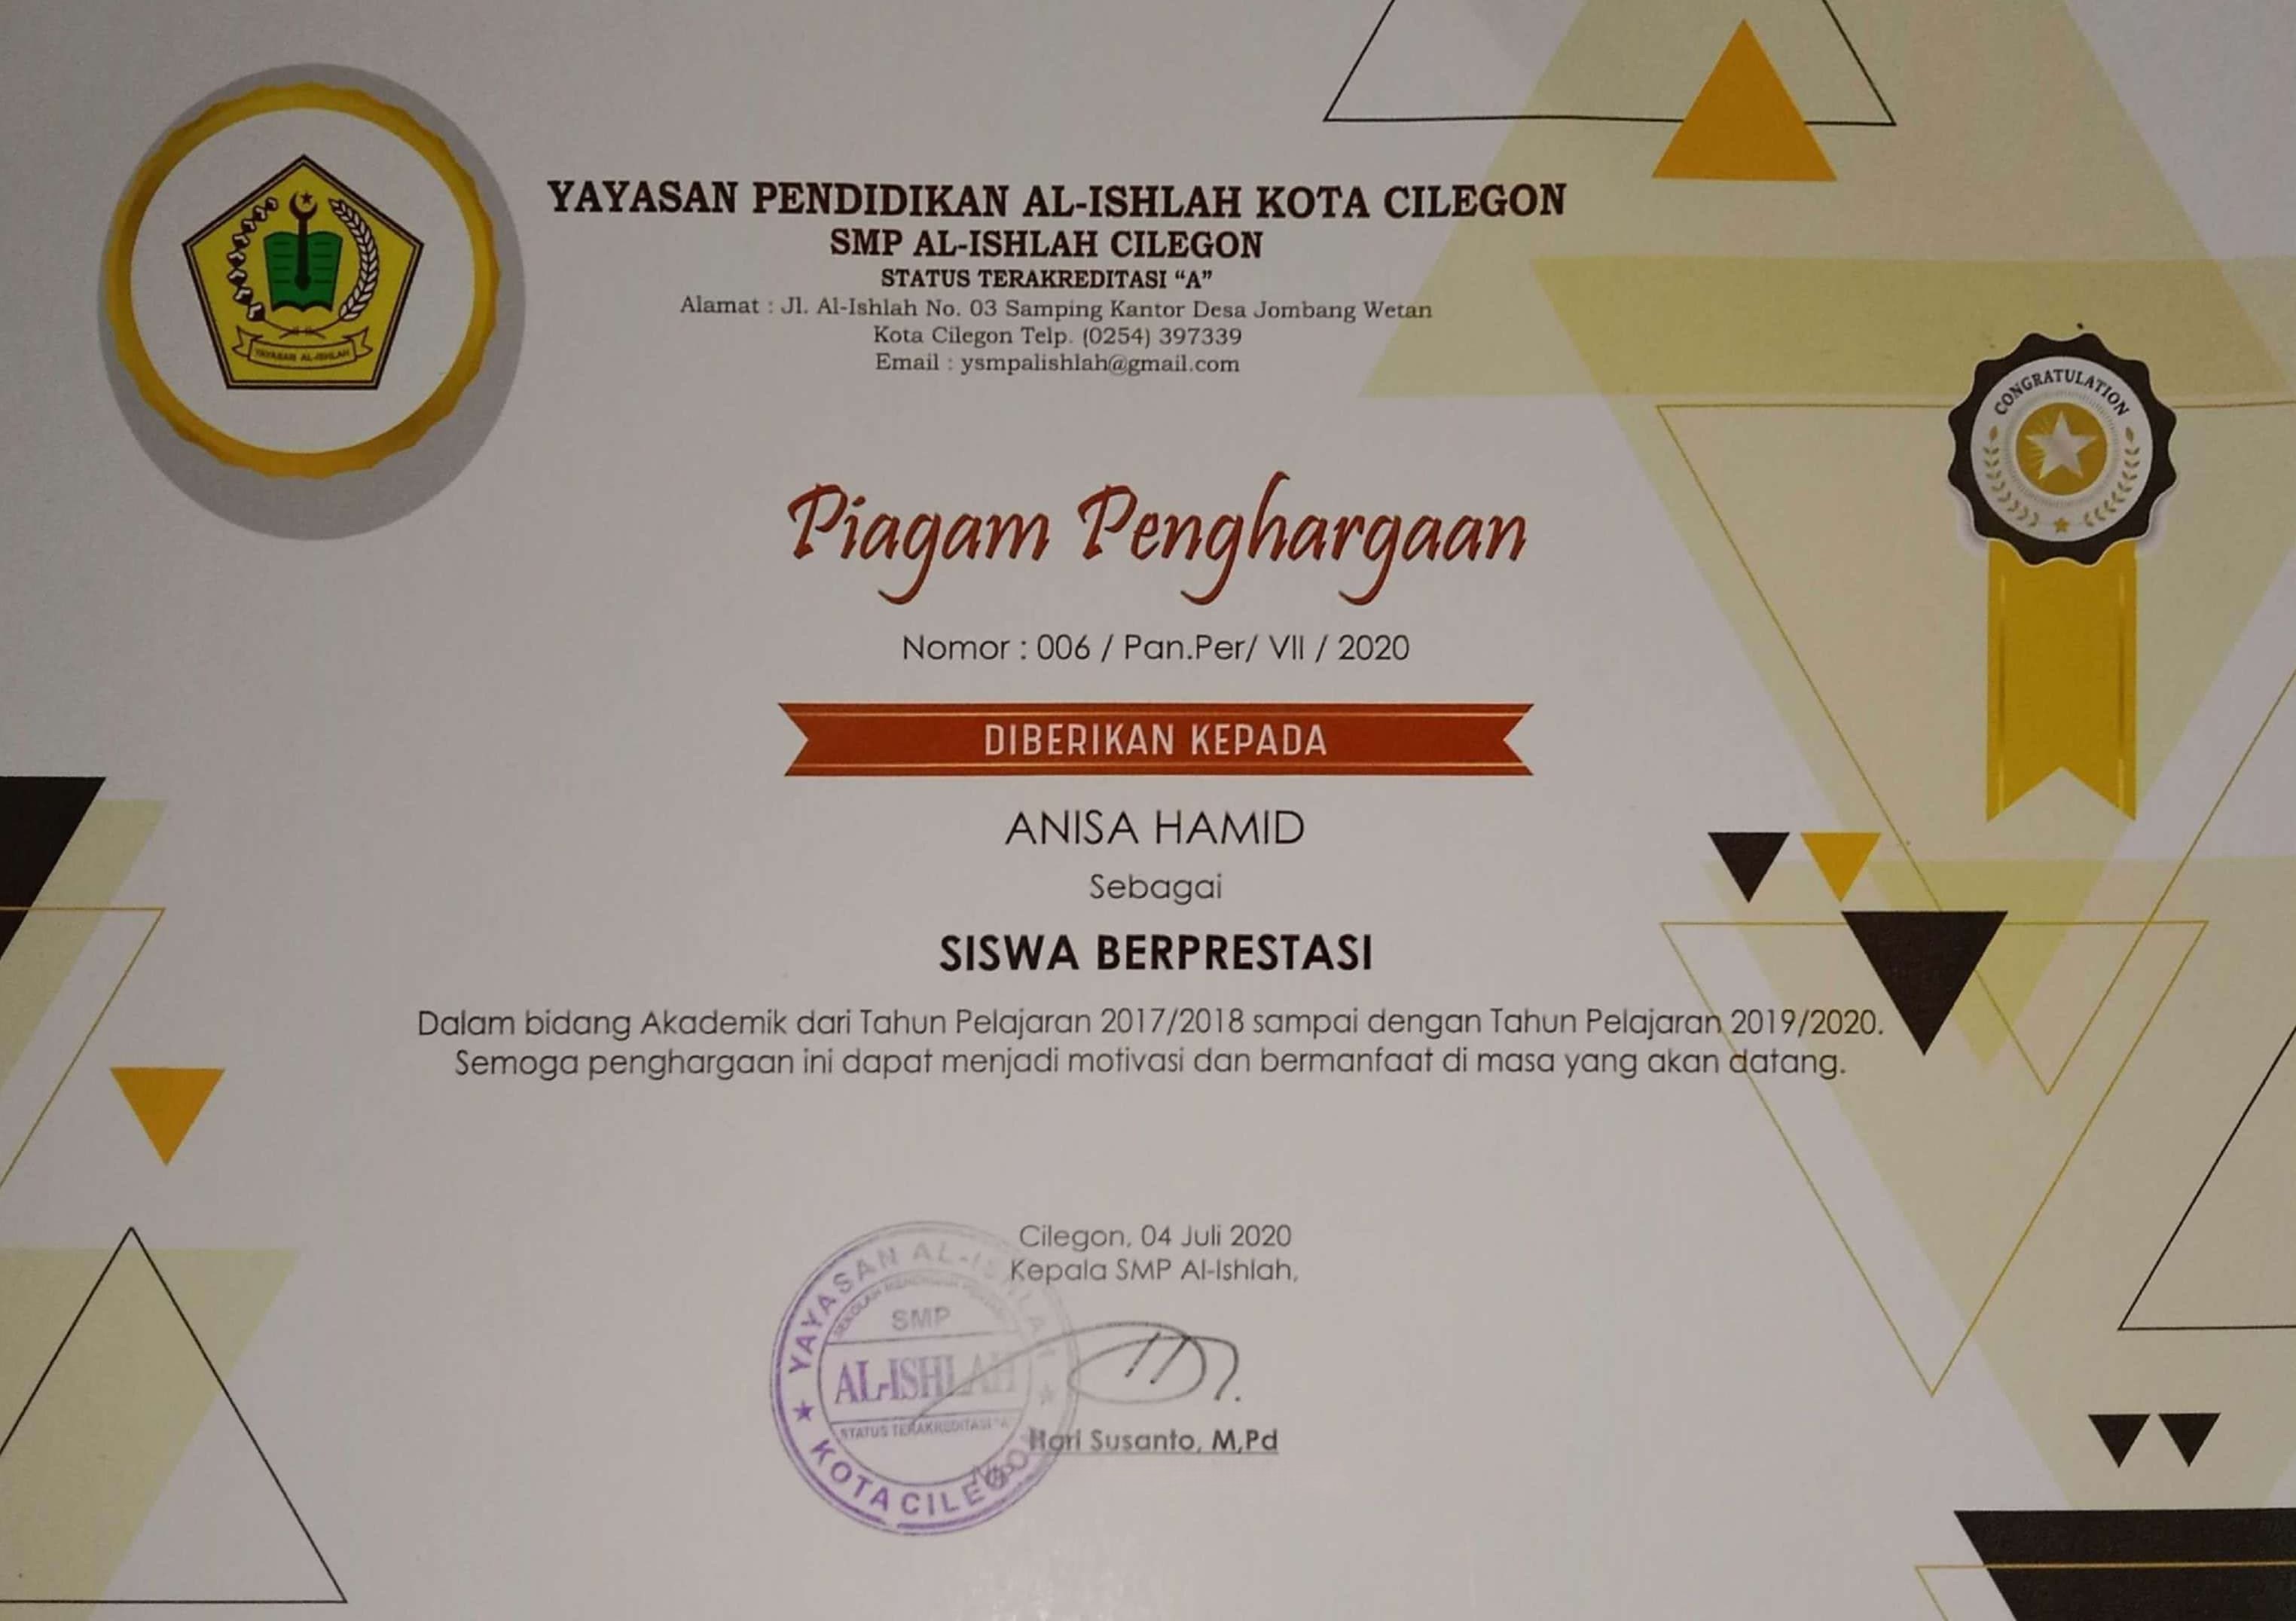 YAYASAN PENDIDIKAN AL-ISHLAH KOTA CILEGON
SMP AL-ISHLAH CILEGON
STATUS TERAKREDITASI “A”
Alamat : Jl. Al-Ishlah No. 03 Samping Kantor Desa Jombang Wetan
Kota Cilegon Telp. (0254) 397339
Email : ysmpalishlah@gmail.com
YAYASAN AL-ISHLAH
CONGRATULATION
Piagam Penghargaan
Nomor : 006 / Pan.Per/ VII / 2020
DIBERIKAN KEPADA
ANISA HAMID
Sebagai
SISWA BERPRESTASI
Dalam bidang Akademik dari Tahun Pelajaran 2017/2018 sampai dengan Tahun Pelajaran 2019/2020.
Semoga penghargaan ini dapat menjadi motivasi dan bermanfaat di masa yang akan datang.
Cilegon, 04 Juli 2020
Kepala SMP Al-Ishlah,
YAYASAN AL-ISHLAH
SMP
AL-ISHLAH
STATUS TERAKREDITASI "A"
KOTA CILEGON
Hari Susanto, M,Pd